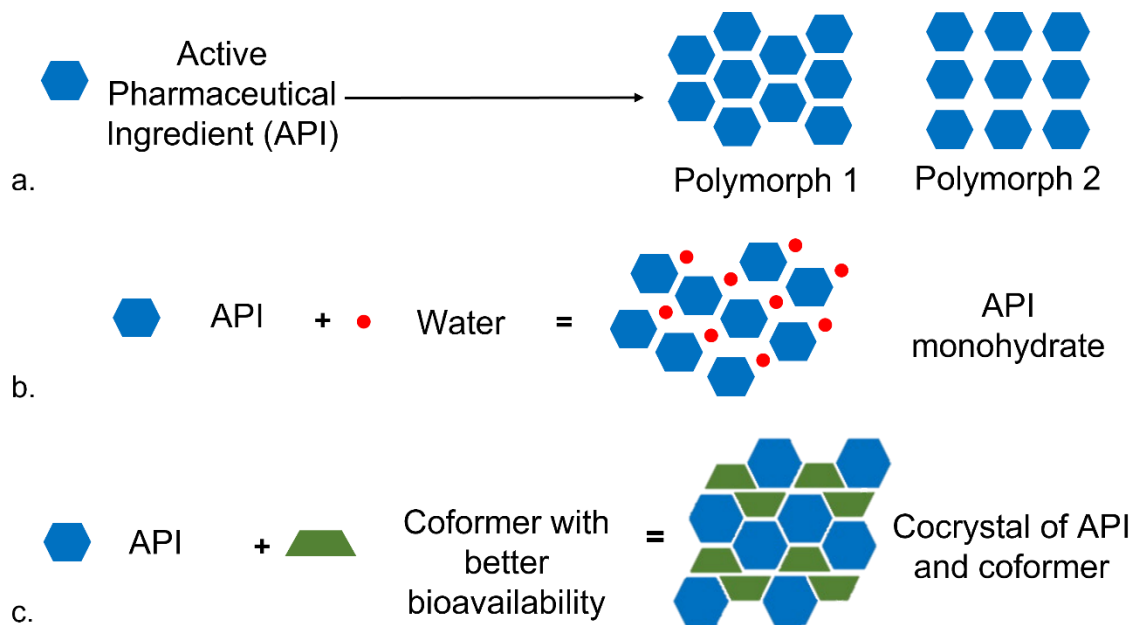 Active
Pharmaceutical
Ingredient (API)
a.
Polymorph 1
Polymorph 2
API
+
Water
=
API
monohydrate
b.
API
+
Coformer with
better
bioavailability
=
Cocrystal of API
and coformer
c.